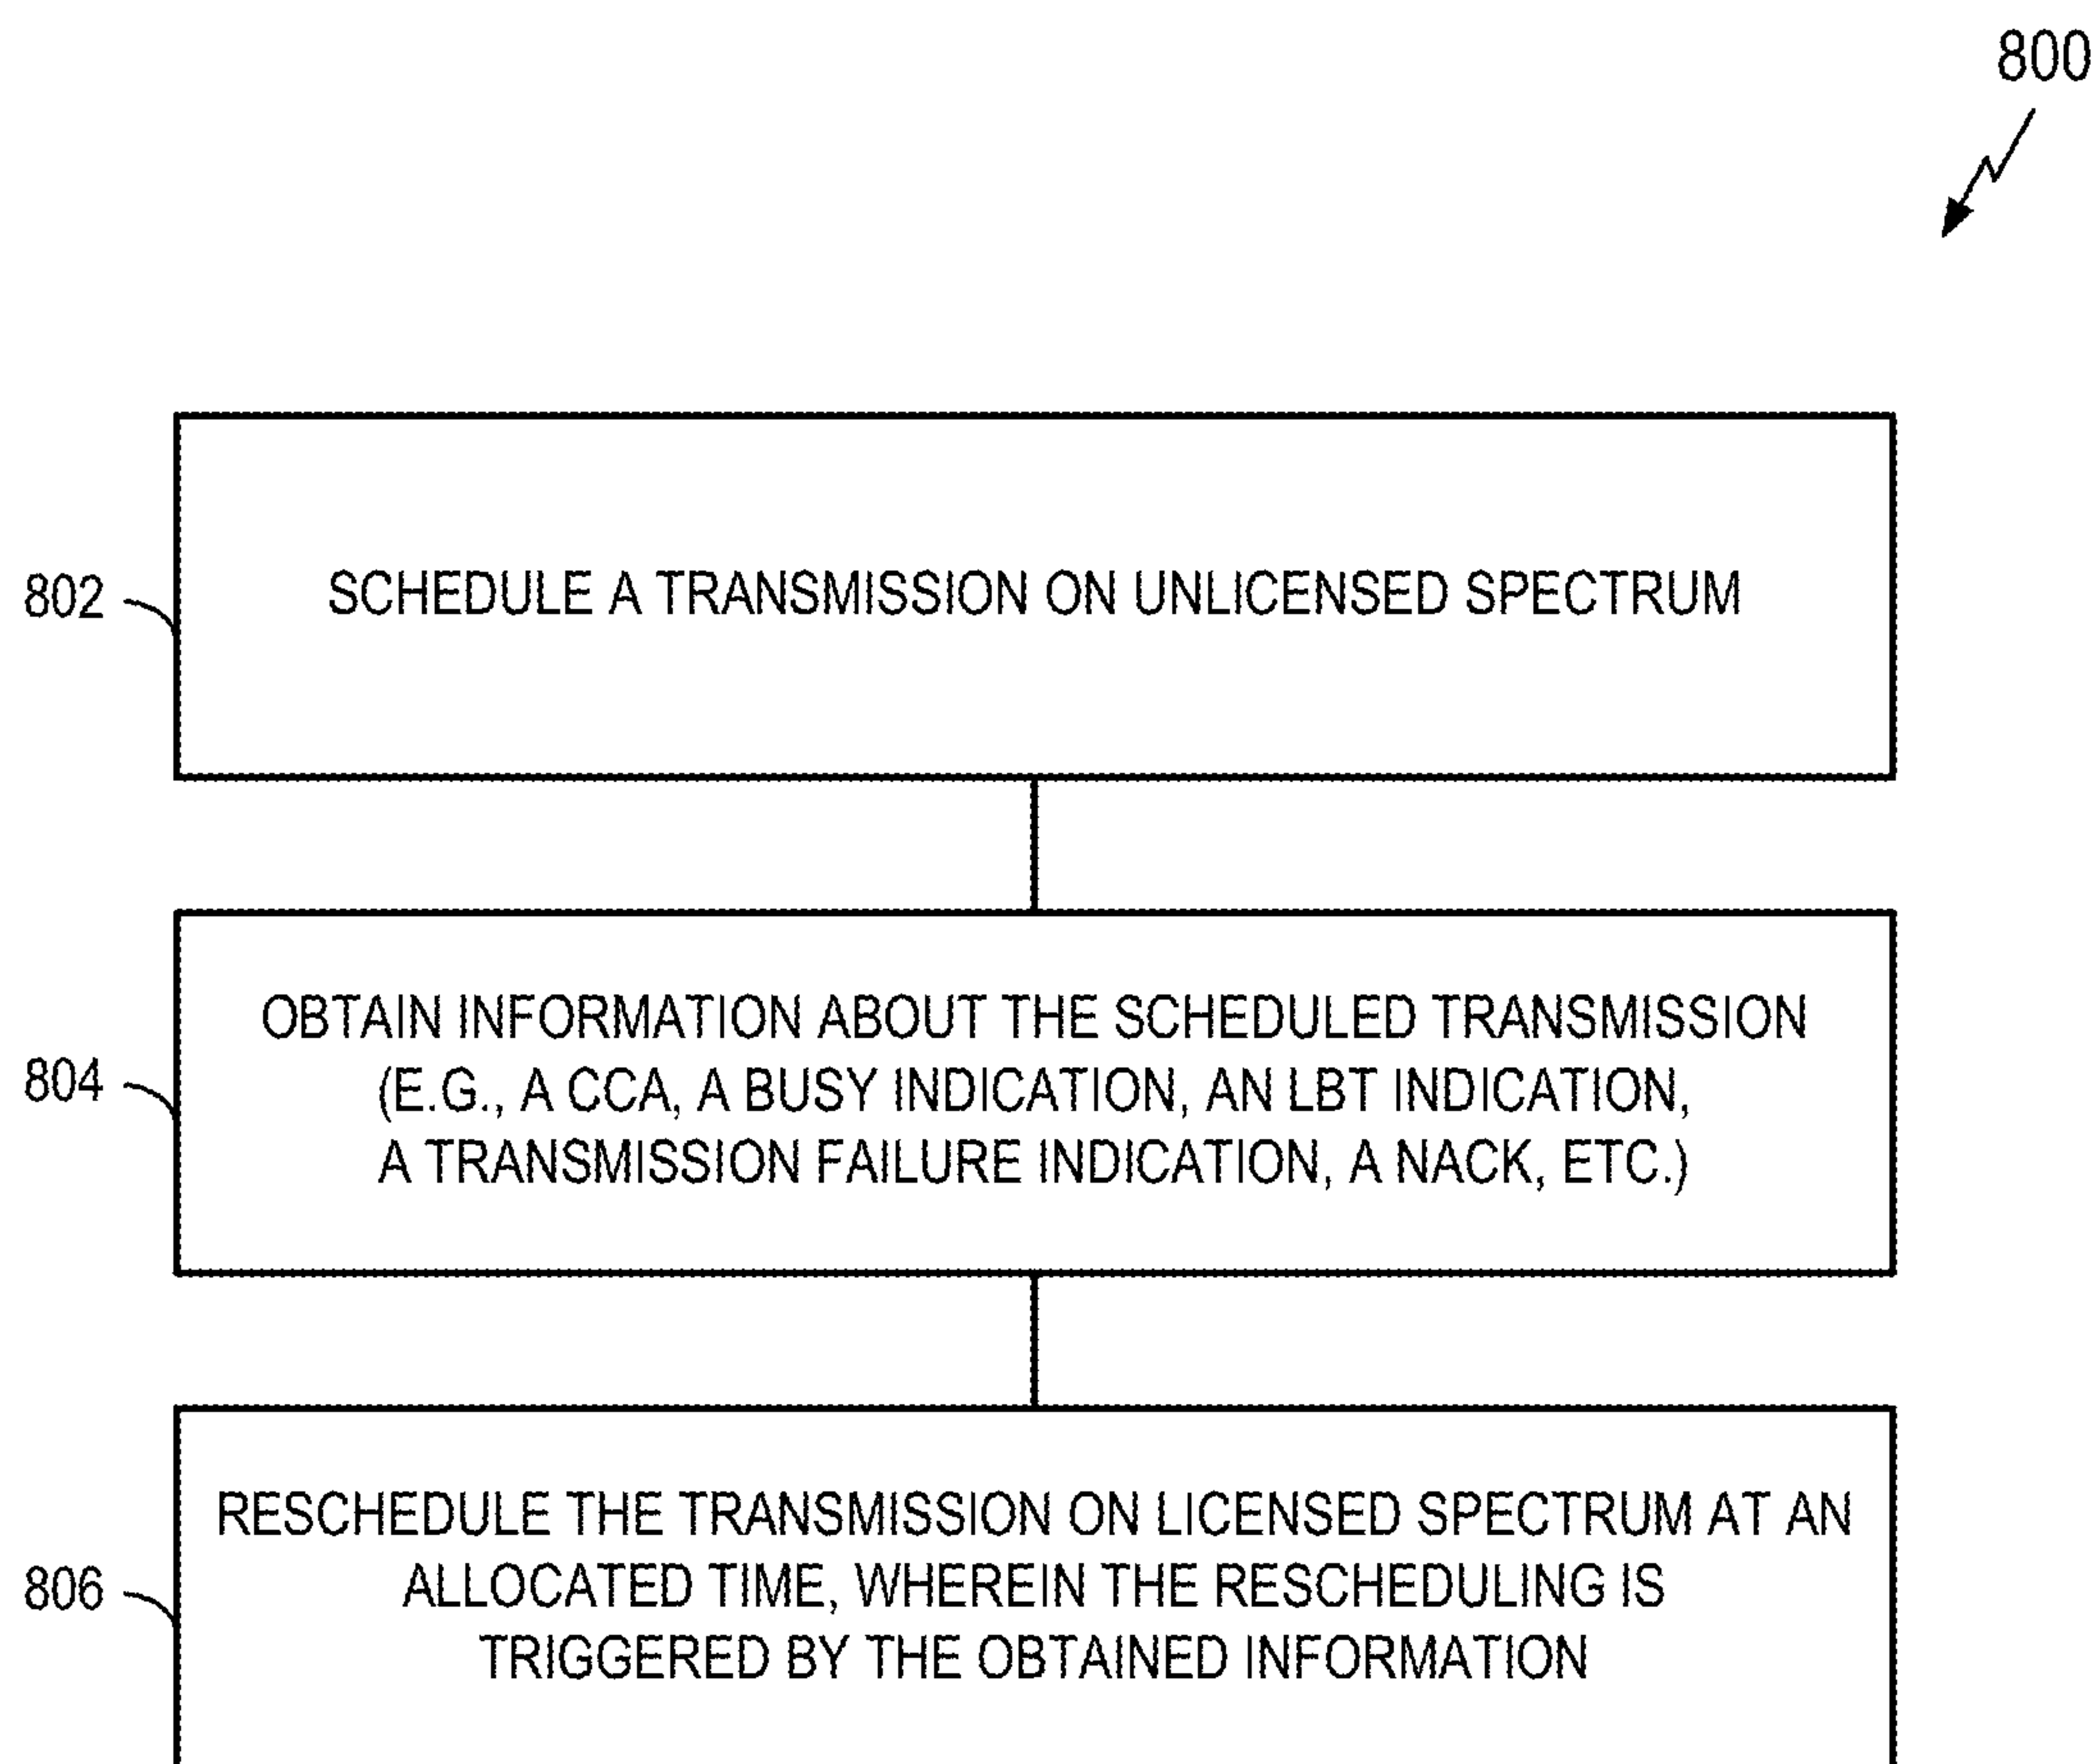 800
802
SCHEDULE A TRANSMISSION ON UNLICENSED SPECTRUM
804
OBTAIN INFORMATION ABOUT THE SCHEDULED TRANSMISSION
(E.G., A CCA, A BUSY INDICATION, AN LBT INDICATION,
A TRANSMISSION FAILURE INDICATION, A NACK, ETC.)
806
RESCHEDULE THE TRANSMISSION ON LICENSED SPECTRUM AT AN
ALLOCATED TIME, WHEREIN THE RESCHEDULING IS
TRIGGERED BY THE OBTAINED INFORMATION